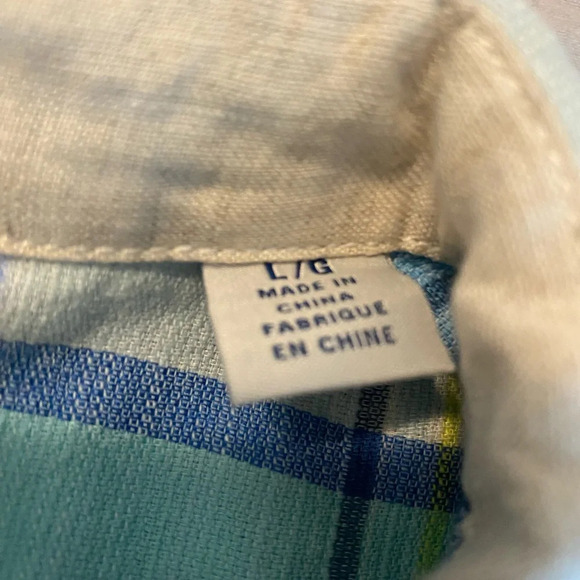 L/G
MADE IN
CHINA
FABRIQUE
EN CHINE